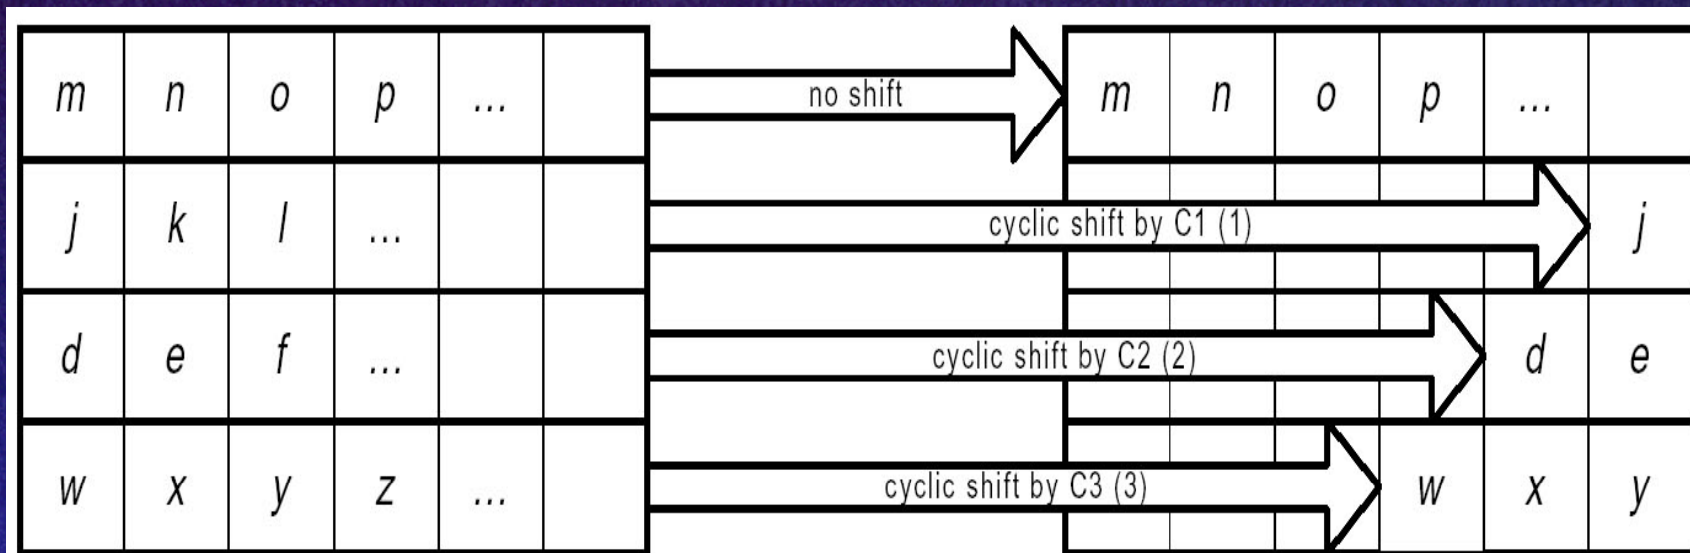 m n o p ... no shift m n o p ...
j k l ... cyclic shift by C1 (1) j
d e f ... cyclic shift by C2 (2) d e
w x y z ... cyclic shift by C3 (3) w x y